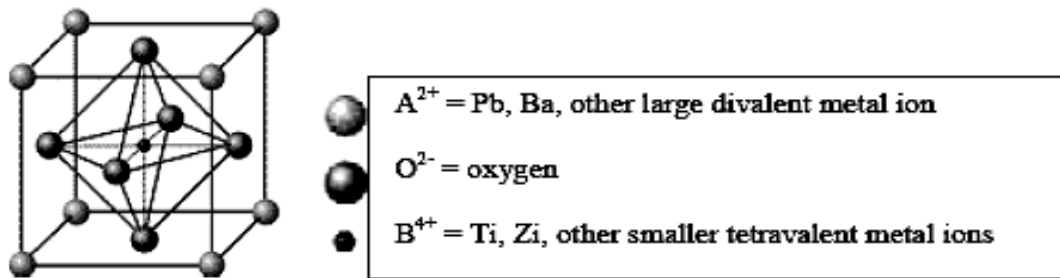 A²⁺ = Pb, Ba, other large divalent metal ion
O²⁻ = oxygen
B⁴⁺ = Ti, Zi, other smaller tetravalent metal ions